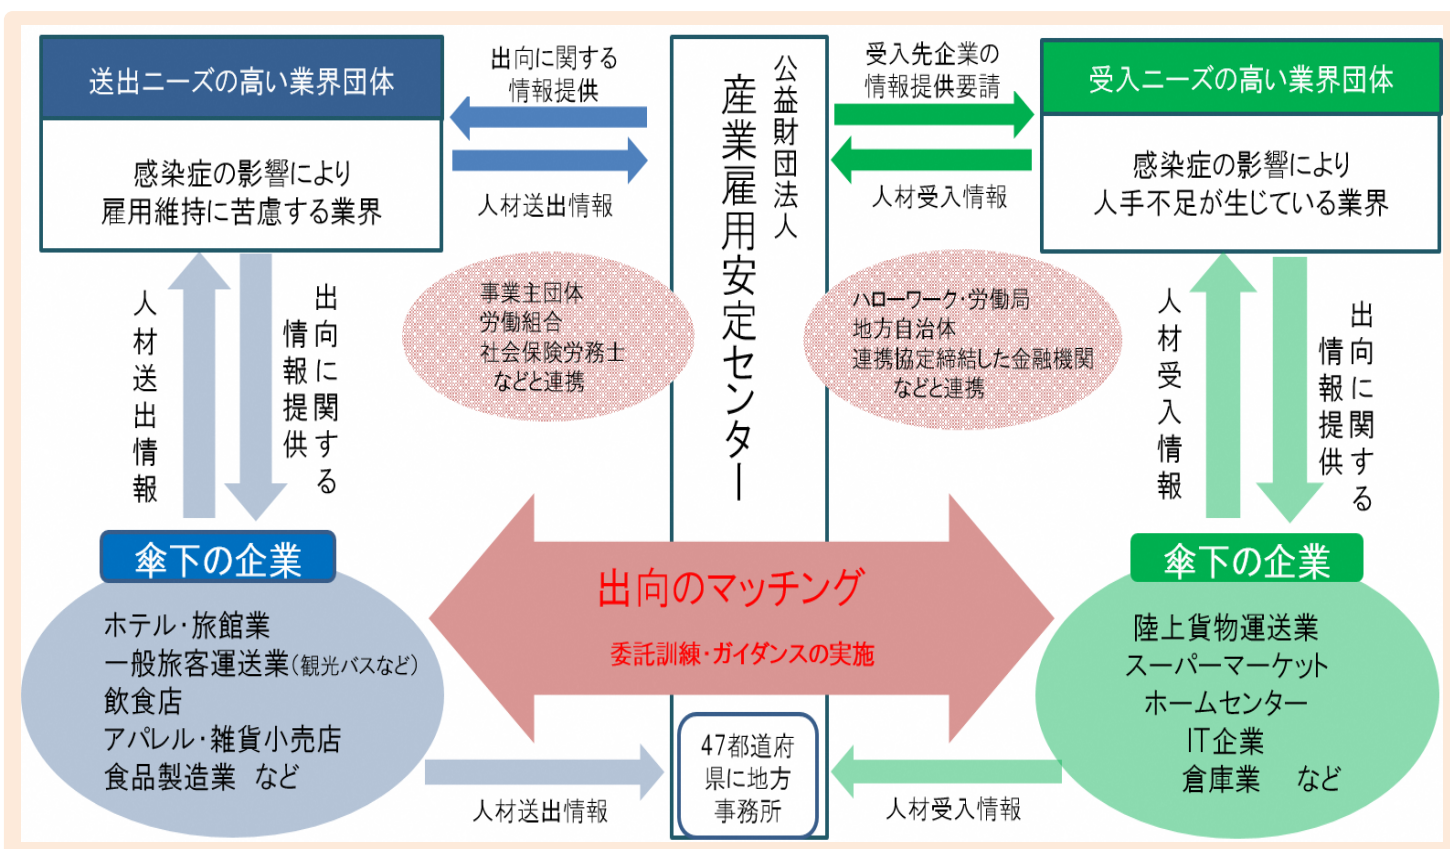 送出ニーズの高い業界団体
感染症の影響により
雇用維持に苦慮する業界
出向に関する
情報提供
人材送出情報
公益財団法人
産業雇用安定センター
受入先企業の
情報提供要請
人材受入情報
受入ニーズの高い業界団体
感染症の影響により
人手不足が生じている業界
事業主団体
労働組合
社会保険労務士
などと連携
ハローワーク・労働局
地方自治体
連携協定締結した金融機関
などと連携
人材送出情報
出向に関する
情報提供
人材受入情報
出向に関する
情報提供
傘下の企業
ホテル・旅館業
一般旅客運送業(観光バスなど)
飲食店
アパレル・雑貨小売店
食品製造業 など
出向のマッチング
委託訓練・ガイダンスの実施
傘下の企業
陸上貨物運送業
スーパーマーケット
ホームセンター
IT企業
倉庫業 など
人材送出情報
47都道府
県に地方
事務所
人材受入情報